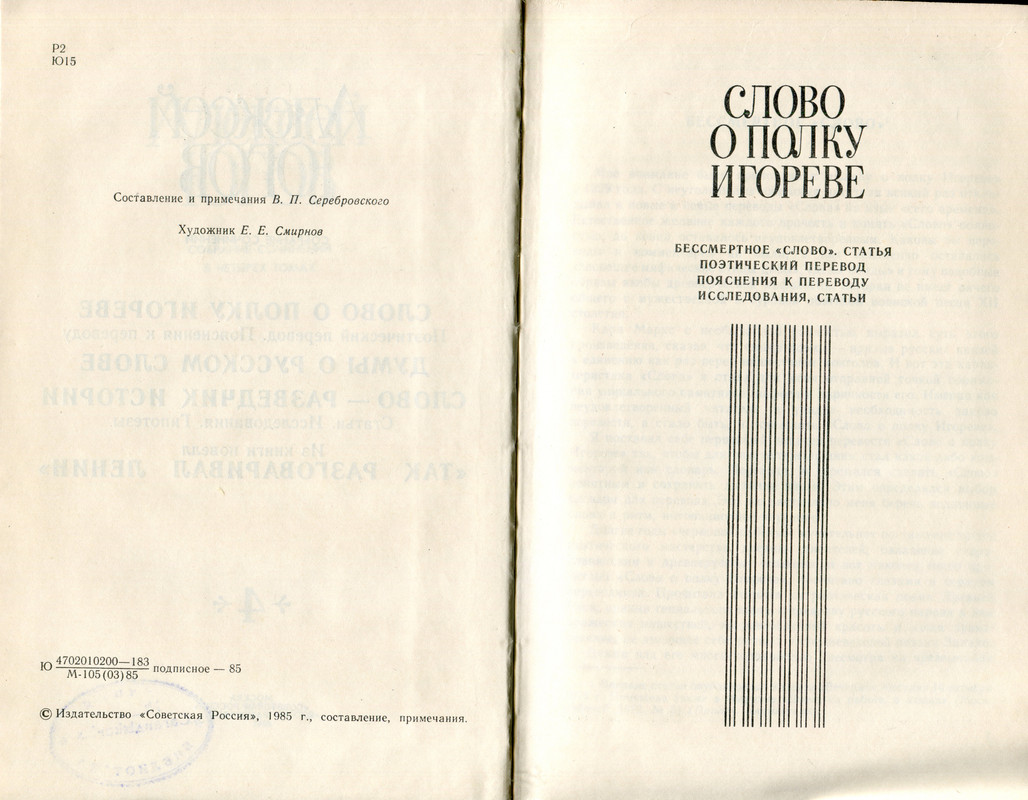 Р2
Ю15
Составление и примечания В. П. Серебровского
Художник Е. Е. Смирнов
Ю 4702010200—183
М-105(03)85 подписное — 85
© Издательство «Советская Россия», 1985 г., составление, примечания.
СЛОВО
О ПОЛКУ
ИГОРЕВЕ
БЕССМЕРТНОЕ «СЛОВО». СТАТЬЯ
ПОЭТИЧЕСКИЙ ПЕРЕВОД
ПОЯСНЕНИЯ К ПЕРЕВОДУ
ИССЛЕДОВАНИЯ, СТАТЬИ